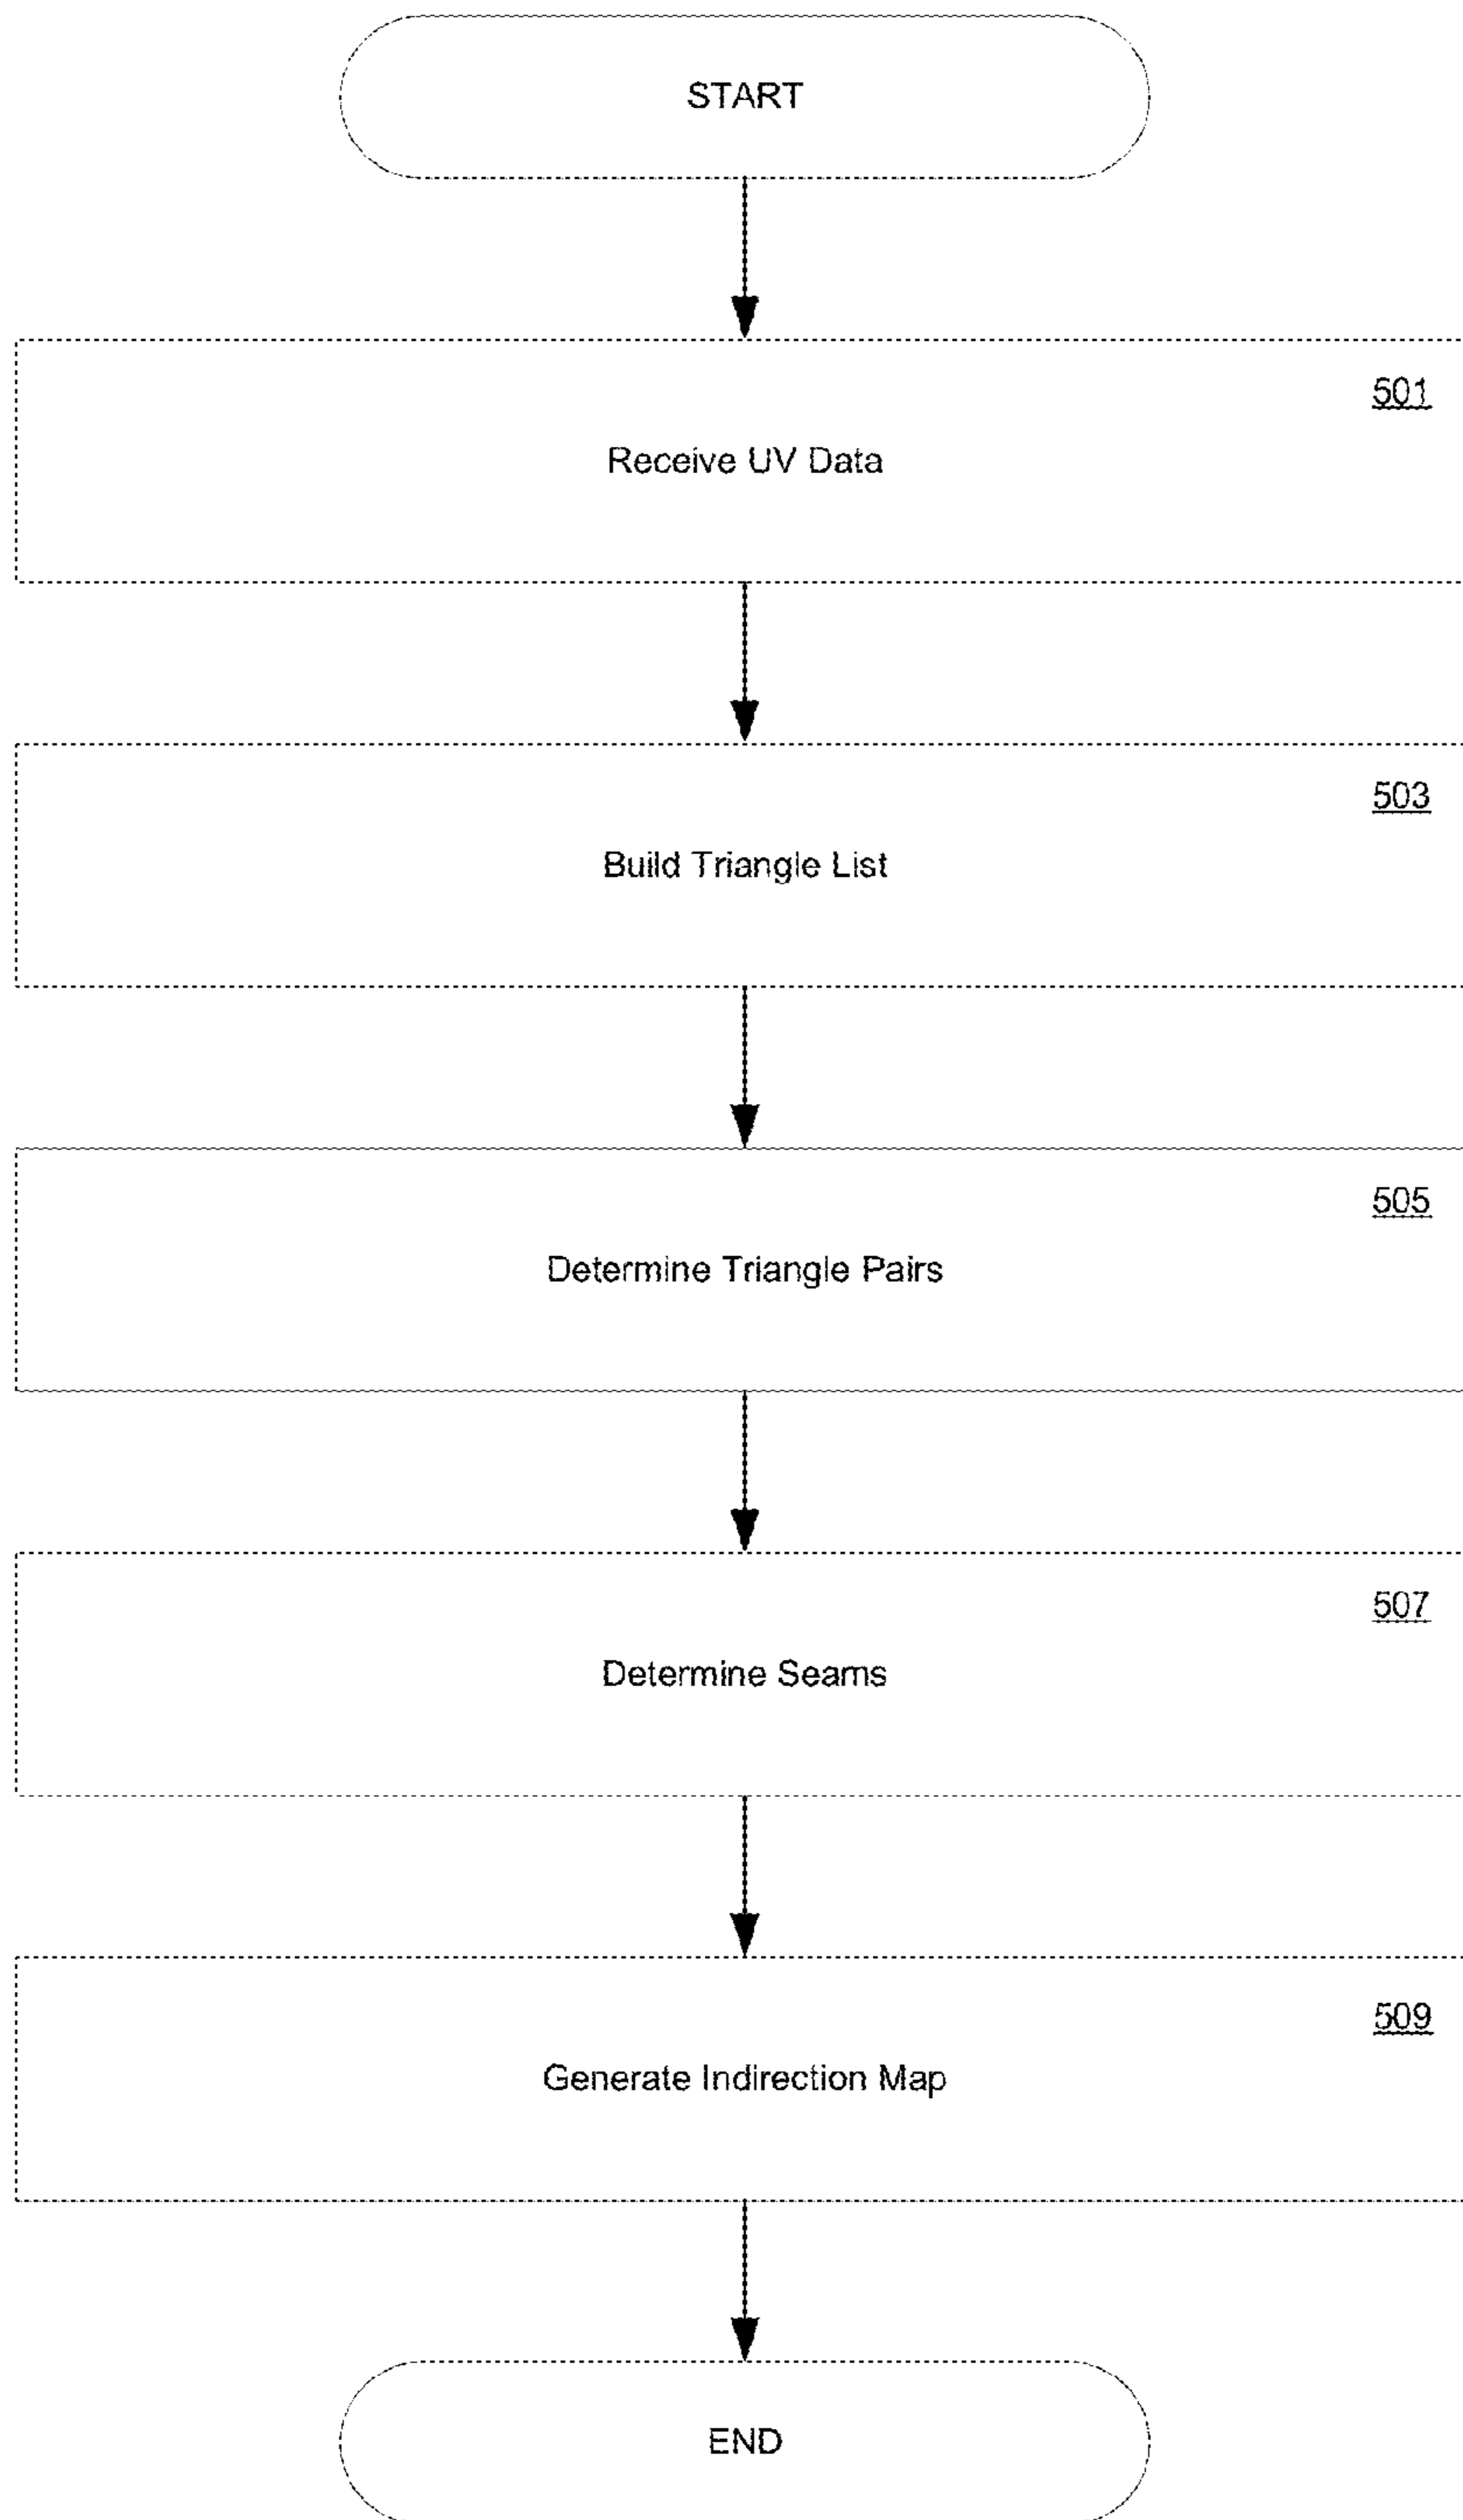 START
501
Receive UV Data
503
Build Triangle List
505
Determine Triangle Pairs
507
Determine Seams
509
Generate Indirection Map
END